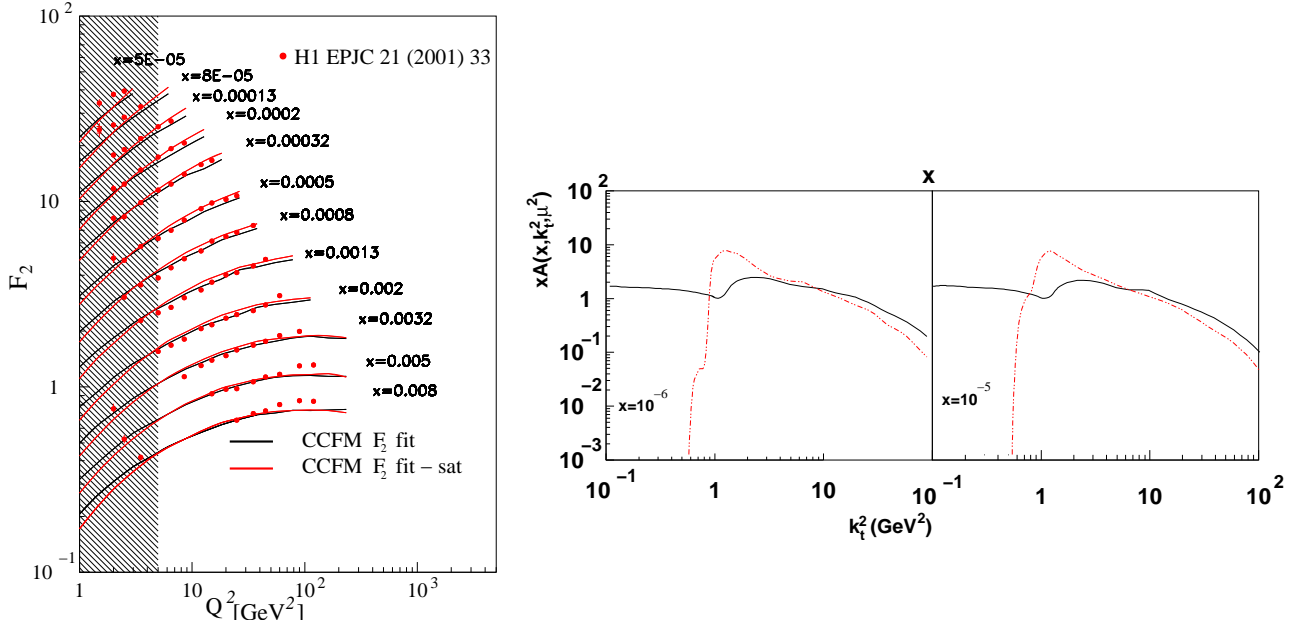 10^2
10
1
10^-1
F_2
x=5E-05
H1 EPJC 21 (2001) 33
x=8E-05
x=0.00013
x=0.0002
x=0.00032
x=0.0005
x=0.0008
x=0.0013
x=0.002
x=0.0032
x=0.005
x=0.008
CCFM F_2 fit
CCFM F_2 fit – sat
1 10 10^2 10^3
Q^2 [GeV^2]
x
xA(x,k_t^2,μ^2)
10^2
10
1
10^-1
10^-2
10^-3
x=10^-6
x=10^-5
10^-1 1 10 10^-1 1 10 10^2
k_t^2 (GeV^2)